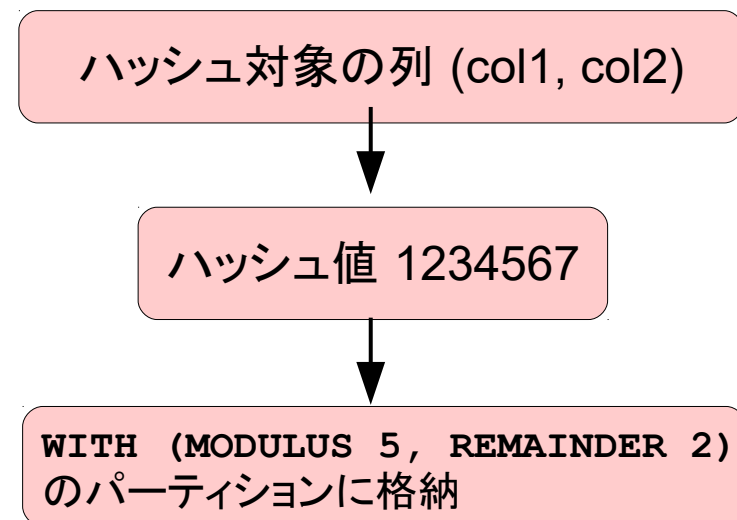 ハッシュ対象の列 (col1, col2)
ハッシュ値 1234567
WITH (MODULUS 5, REMAINDER 2)
のパーティションに格納